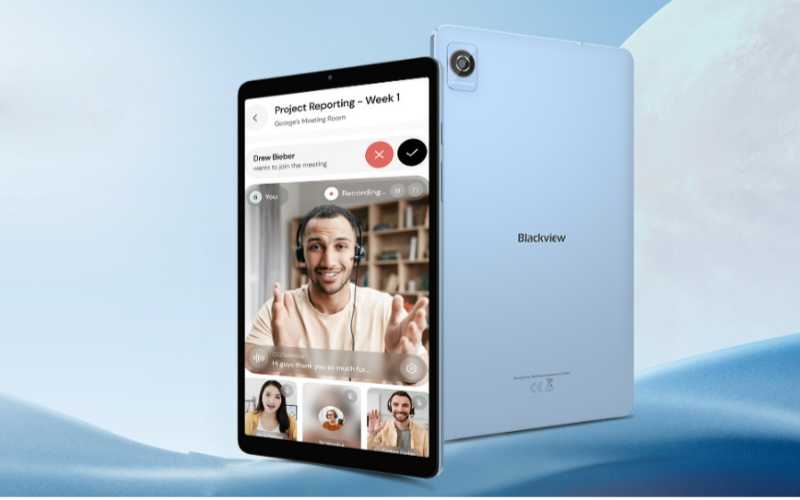 Project Reporting - Week 1
George's Meeting Room
Drew Bieber
wants to join the meeting
You
Recording...
Hi guys thank you so much for...
Blackview
CE